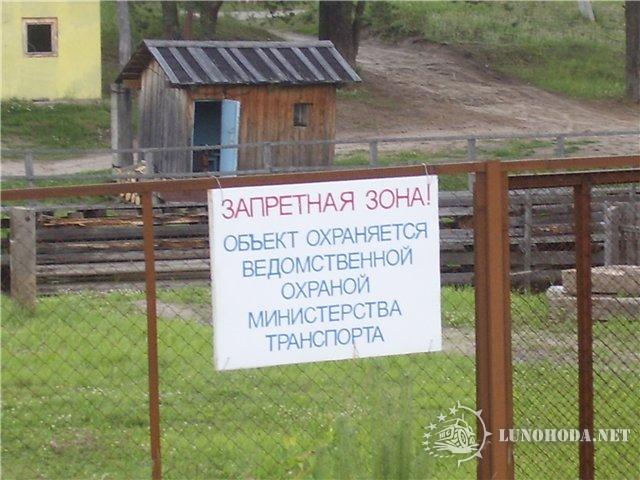 ЗАПРЕТНАЯ ЗОНА!
ОБЪЕКТ ОХРАНЯЕТСЯ
ВЕДОМСТВЕННОЙ
ОХРАНОЙ
МИНИСТЕРСТВА
ТРАНСПОРТА
LUNOHODA.NET